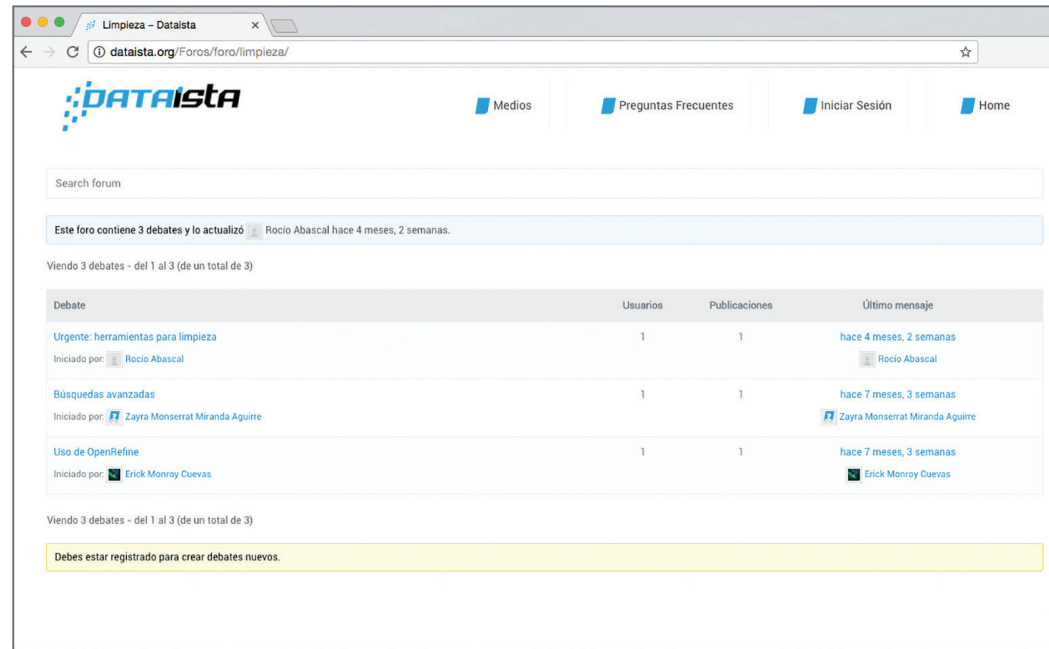 Limpieza – Dataista
dataista.org/Foros/foro/limpieza/
DATAISTA
Medios
Preguntas Frecuentes
Iniciar Sesión
Home
Search forum
Este foro contiene 3 debates y lo actualizó Rocío Abascal hace 4 meses, 2 semanas.
Viendo 3 debates - del 1 al 3 (de un total de 3)
Debate Usuarios Publicaciones Último mensaje
Urgente: herramientas para limpieza 1 1 hace 4 meses, 2 semanas
Iniciado por: Rocío Abascal Rocío Abascal
Búsquedas avanzadas 1 1 hace 7 meses, 3 semanas
Iniciado por: Zayra Monserrat Miranda Aguirre Zayra Monserrat Miranda Aguirre
Uso de OpenRefine 1 1 hace 7 meses, 3 semanas
Iniciado por: Erick Monroy Cuevas Erick Monroy Cuevas
Viendo 3 debates - del 1 al 3 (de un total de 3)
Debes estar registrado para crear debates nuevos.